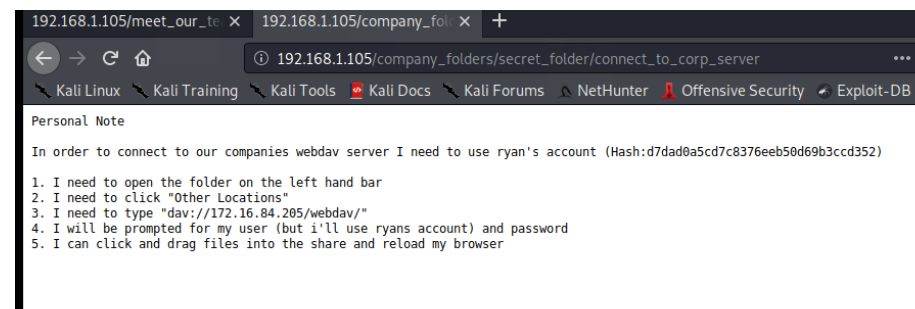 192.168.1.105/meet_our_te
192.168.1.105/company_fol
192.168.1.105/company_folders/secret_folder/connect_to_corp_server
Kali Linux Kali Training Kali Tools Kali Docs Kali Forums NetHunter Offensive Security Exploit-DB
Personal Note
In order to connect to our companies webdav server I need to use ryan's account (Hash:d7dad0a5cd7c8376eeb50d69b3ccd352)
1. I need to open the folder on the left hand bar
2. I need to click "Other Locations"
3. I need to type "dav://172.16.84.205/webdav/"
4. I will be prompted for my user (but i'll use ryans account) and password
5. I can click and drag files into the share and reload my browser